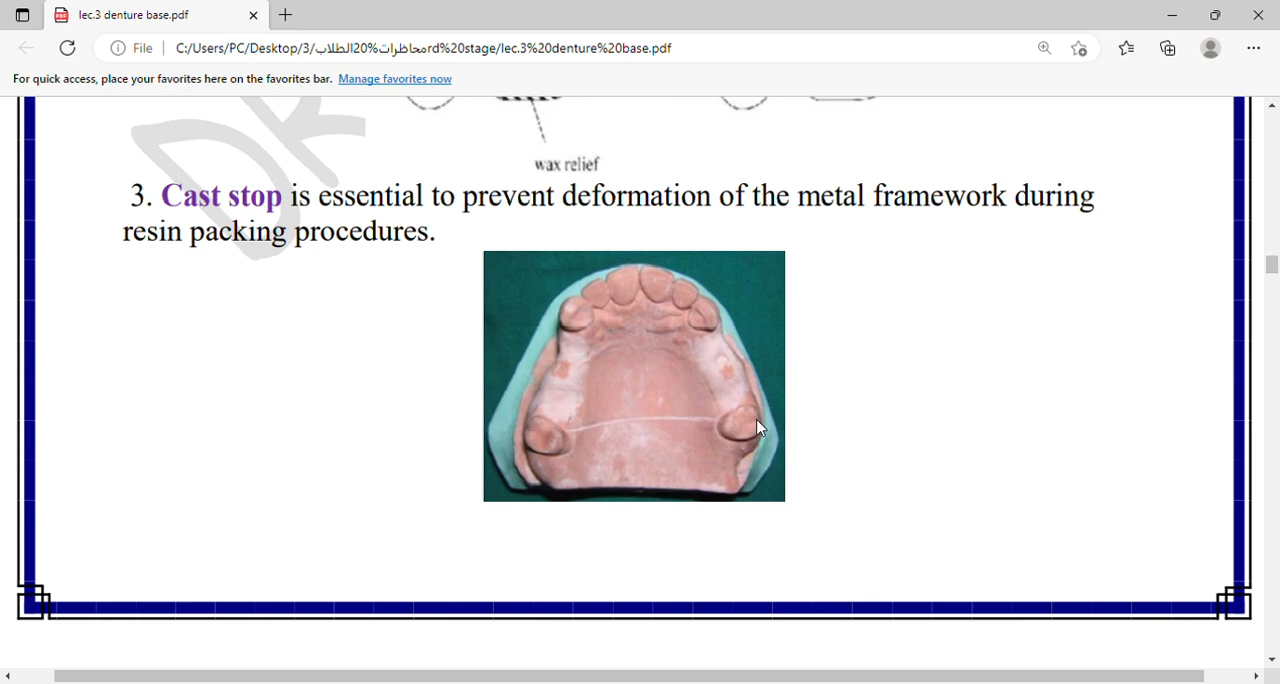 lec.3 denture base.pdf
File
C:/Users/PC/Desktop/3/محاظرات%20الطلاب/rd%20stage/lec.3%20denture%20base.pdf
For quick access, place your favorites here on the favorites bar. Manage favorites now
wax relief
3. Cast stop is essential to prevent deformation of the metal framework during
resin packing procedures.